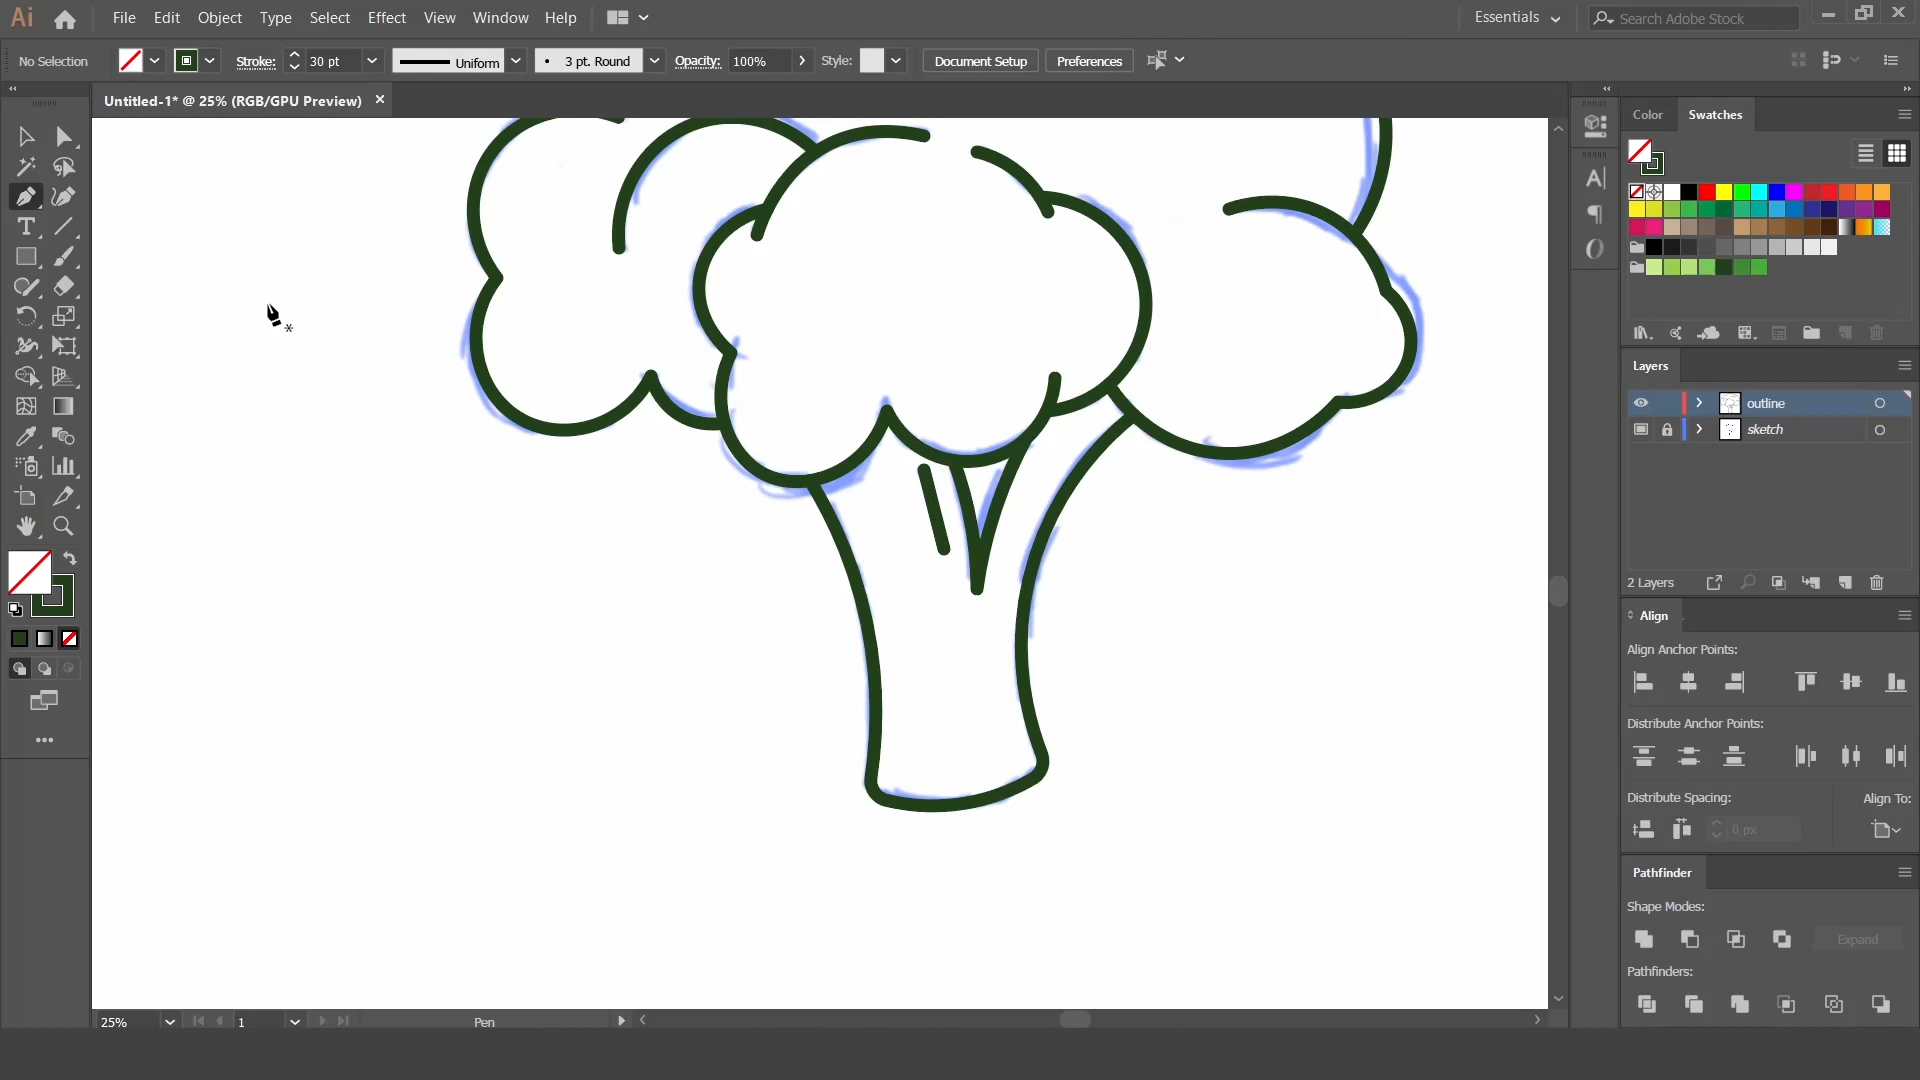 Ai File Edit Object Type Select Effect View Window Help Essentials Search Adobe Stock
No Selection Stroke: 30 pt Uniform 3 pt. Round Opacity: 100% Style: Document Setup Preferences
Untitled-1* @ 25% (RGB/GPU Preview)
Color Swatches
Layers
outline
sketch
2 Layers
Align
Align Anchor Points:
Distribute Anchor Points:
Distribute Spacing: Align To:
0 px
Pathfinder
Shape Modes:
Expand
Pathfinders:
25% 1 Pen